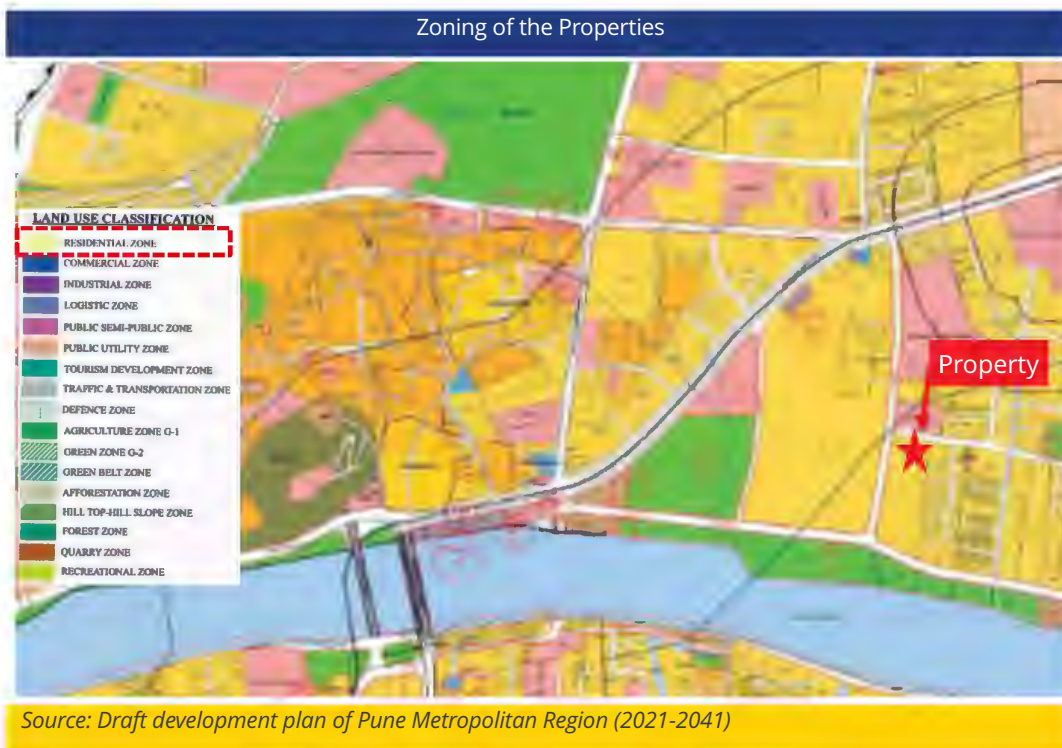 Zoning of the Properties
LAND USE CLASSIFICATION
RESIDENTIAL ZONE
COMMERCIAL ZONE
INDUSTRIAL ZONE
LOGISTIC ZONE
PUBLIC SEMI-PUBLIC ZONE
PUBLIC UTILITY ZONE
TOURISM DEVELOPMENT ZONE
TRAFFIC & TRANSPORTATION ZONE
DEFENCE ZONE
AGRICULTURE ZONE G-1
GREEN ZONE G-2
GREEN BELT ZONE
AFFORESTATION ZONE
HILL TOP-HILL SLOPE ZONE
FOREST ZONE
QUARRY ZONE
RECREATIONAL ZONE
Property
Source: Draft development plan of Pune Metropolitan Region (2021-2041)